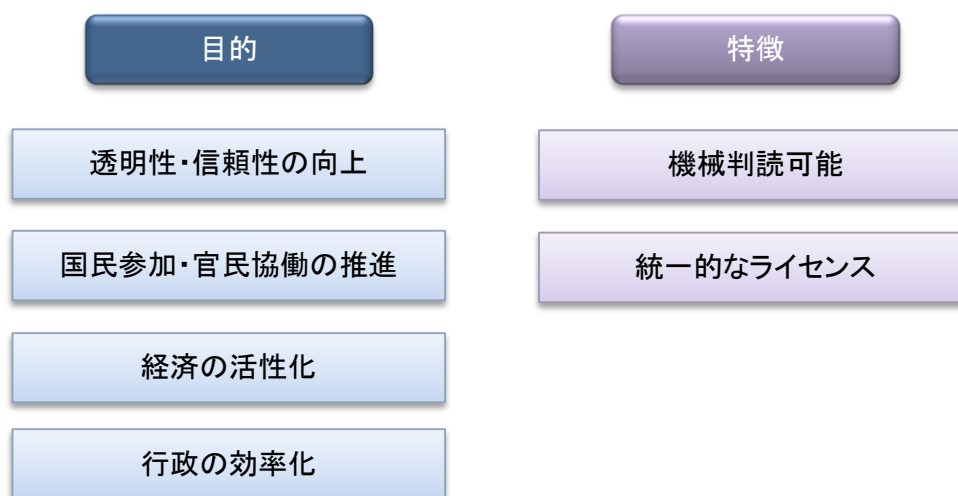 目的
透明性・信頼性の向上
国民参加・官民協働の推進
経済の活性化
行政の効率化
特徴
機械判読可能
統一的なライセンス